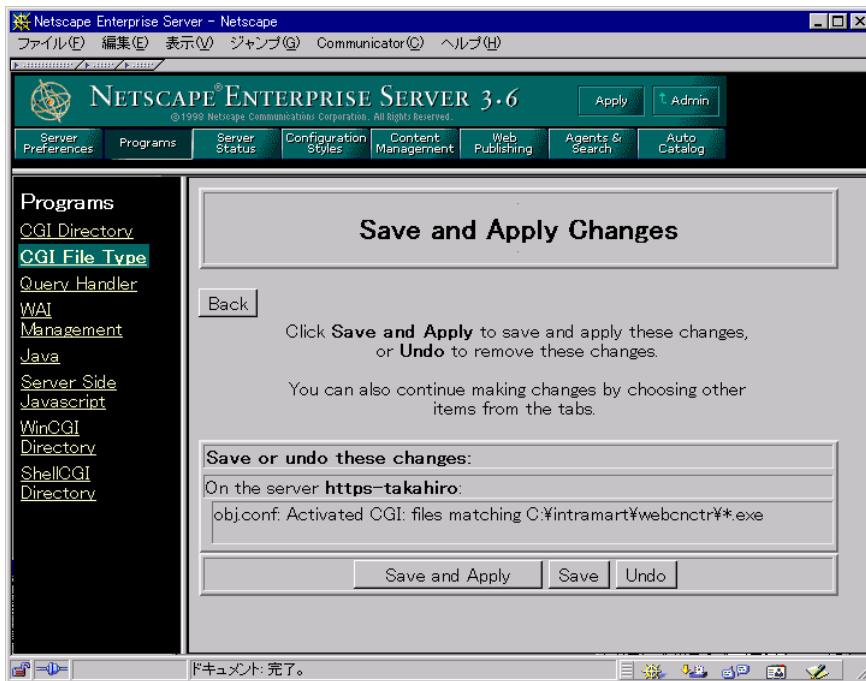 Netscape Enterprise Server - Netscape
ファイル(F) 編集(E) 表示(V) ジャンプ(G) Communicator(C) ヘルプ(H)
NETSCAPE® ENTERPRISE SERVER 3.6
©1998 Netscape Communications Corporation. All Rights Reserved.
Apply
Admin
Server Preferences
Programs
Server Status
Configuration Styles
Content Management
Web Publishing
Agents & Search
Auto Catalog
Programs
CGI Directory
CGI File Type
Query Handler
WAI
Management
Java
Server Side
Javascript
WinCGI
Directory
ShellCGI
Directory
Save and Apply Changes
Back
Click Save and Apply to save and apply these changes,
or Undo to remove these changes.
You can also continue making changes by choosing other
items from the tabs.
Save or undo these changes:
On the server https-takahiro:
obj.conf: Activated CGI: files matching C:¥intramart¥webcnctr¥*.exe
Save and Apply
Save
Undo
ドキュメント: 完了。